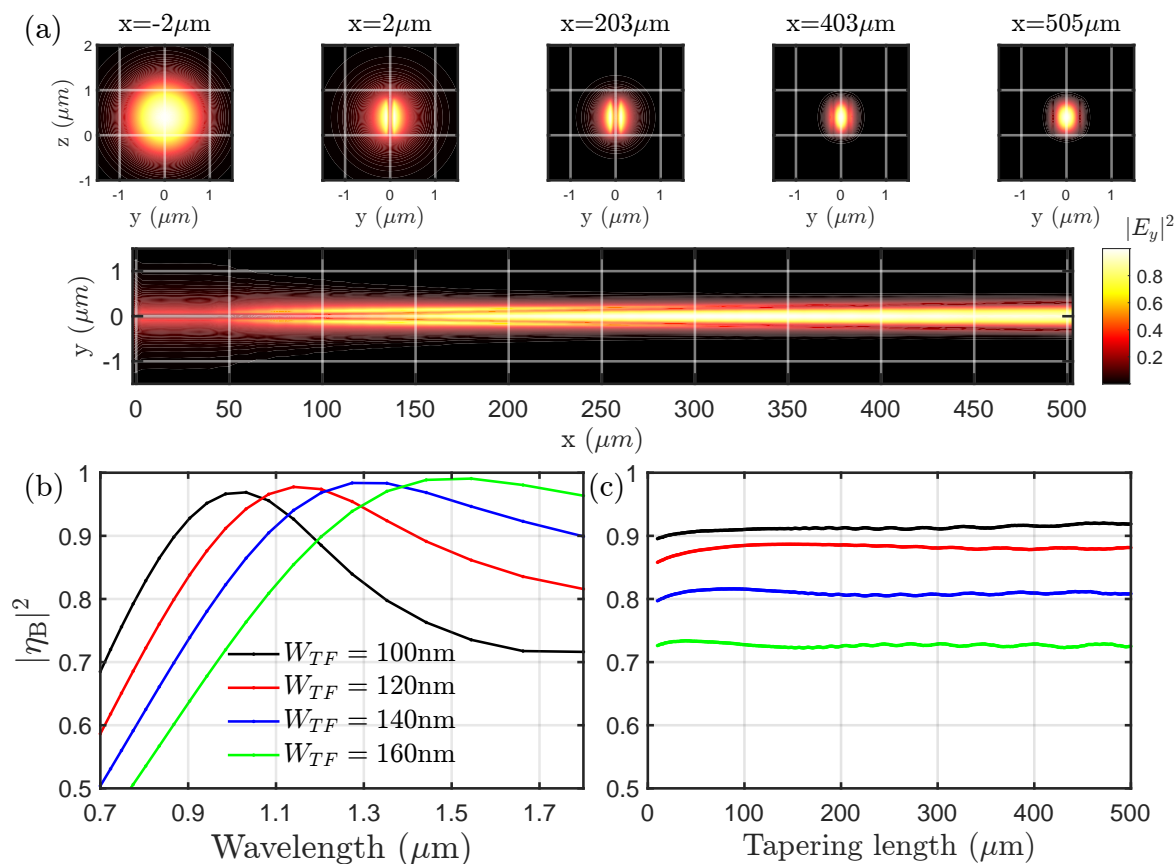 (a)
x=-2μm x=2μm x=203μm x=403μm x=505μm
z (μm)
2
1
0
-1
-1 0 1 -1 0 1 -1 0 1 -1 0 1 -1 0 1
y (μm) y (μm) y (μm) y (μm) y (μm)
|E_y|²
y (μm)
1
0
-1
0.8
0.6
0.4
0.2
0 50 100 150 200 250 300 350 400 450 500
x (μm)
(b)
|η_B|²
1
0.9
0.8
0.7
0.6
0.5
W_TF = 100nm
W_TF = 120nm
W_TF = 140nm
W_TF = 160nm
0.7 0.9 1.1 1.3 1.5 1.7
Wavelength (μm)
(c)
1
0.9
0.8
0.7
0.6
0.5
0 100 200 300 400 500
Tapering length (μm)